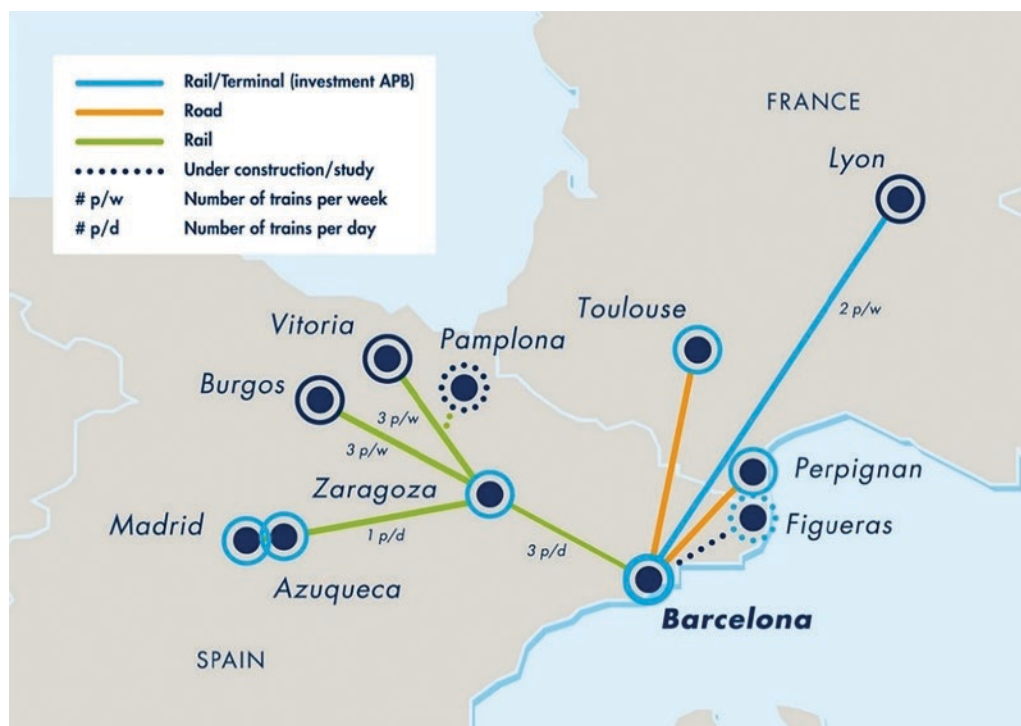 Rail/Terminal (investment APB)
Road
Rail
Under construction/study
# p/w Number of trains per week
# p/d Number of trains per day
FRANCE
Lyon
2 p/w
Toulouse
Vitoria
Pamplona
Burgos
3 p/w
3 p/w
Zaragoza
Perpignan
Madrid
1 p/d
3 p/d
Figueras
Azuqueca
Barcelona
SPAIN